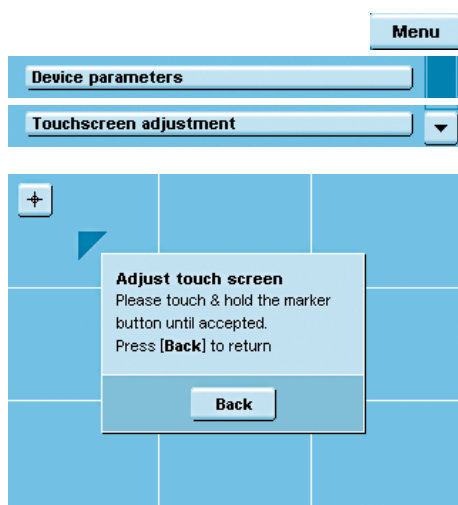 Menu
Device parameters
Touchscreen adjustment
Adjust touch screen
Please touch & hold the marker
button until accepted.
Press [Back] to return
Back